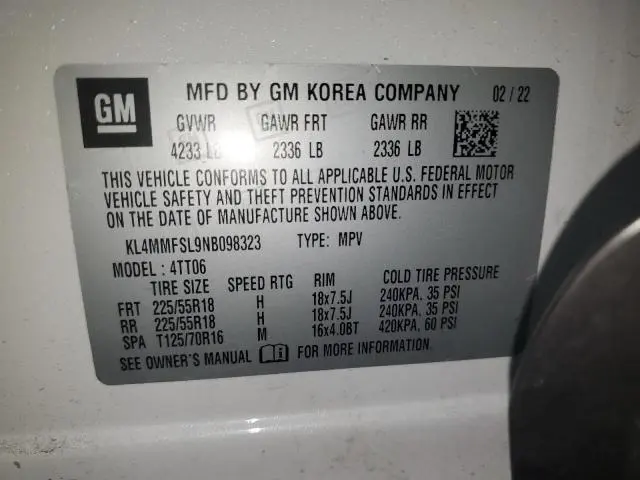 GM MFD BY GM KOREA COMPANY 02 / 22
GVWR GAWR FRT GAWR RR
4233 LB 2336 LB 2336 LB
THIS VEHICLE CONFORMS TO ALL APPLICABLE U.S. FEDERAL MOTOR
VEHICLE SAFETY AND THEFT PREVENTION STANDARDS IN EFFECT
ON THE DATE OF MANUFACTURE SHOWN ABOVE.
KL4MMFSL9NB098323 TYPE: MPV
MODEL : 4TT06
TIRE SIZE SPEED RTG RIM COLD TIRE PRESSURE
FRT 225/55R18 H 18x7.5J 240KPA, 35 PSI
RR 225/55R18 H 18x7.5J 240KPA, 35 PSI
SPA T125/70R16 M 16x4.0BT 420KPA, 60 PSI
SEE OWNER'S MANUAL FOR MORE INFORMATION.